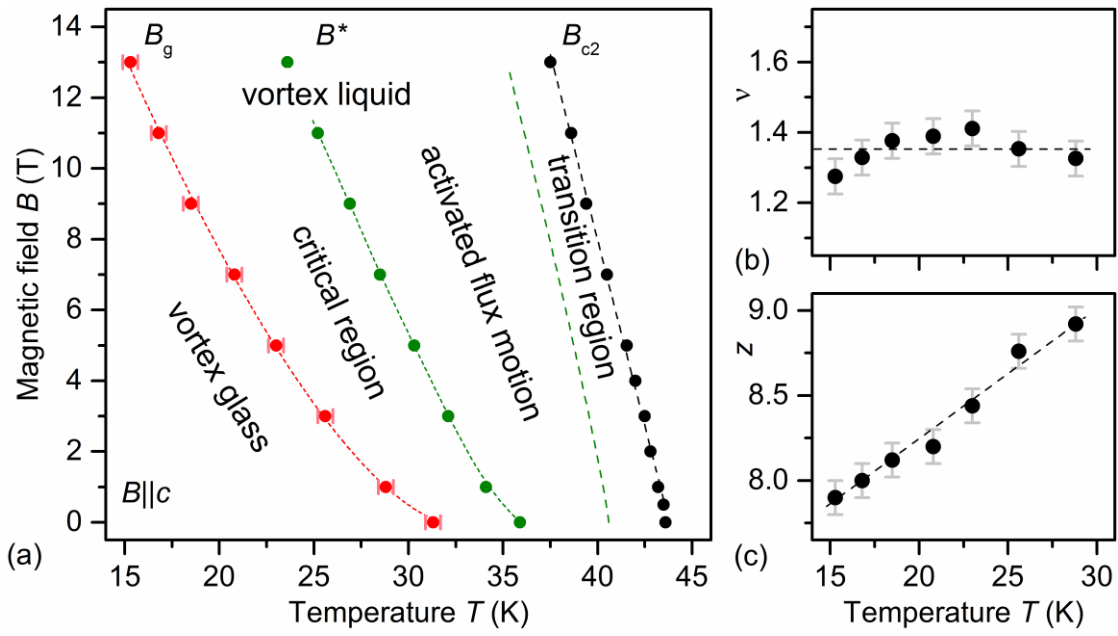 14
12
10
8
6
4
2
0
Magnetic field B (T)
B_g
B*
B_c2
vortex liquid
activated flux motion
transition region
critical region
vortex glass
B||c
(a)
15 20 25 30 35 40 45
Temperature T (K)
1.6
1.4
1.2
ν
(b)
9.0
8.5
8.0
z
(c)
15 20 25 30
Temperature T (K)